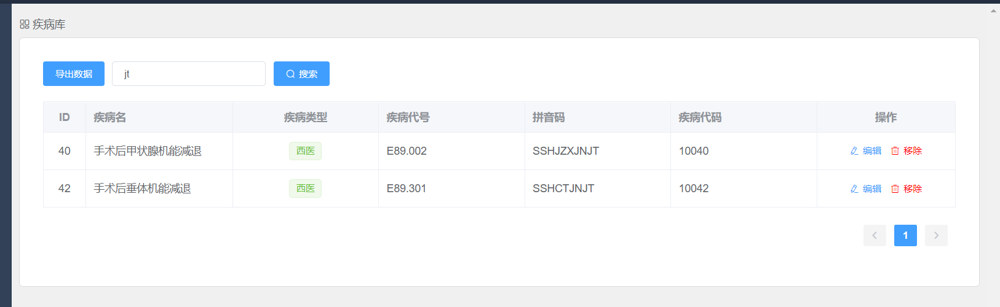 疾病库
导出数据 jt 搜索
ID 疾病名 疾病类型 疾病代号 拼音码 疾病代码 操作
40 手术后甲状腺机能减退 西医 E89.002 SSHJZXJNJT 10040 编辑 移除
42 手术后垂体机能减退 西医 E89.301 SSHCTJNJT 10042 编辑 移除
1